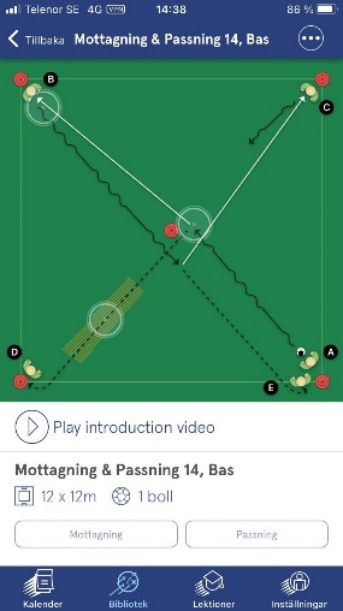 Telenor SE 4G VPN 14:38 86 %
Tillbaka Mottagning & Passning 14, Bas
B
C
D
A
E
Play introduction video
Mottagning & Passning 14, Bas
12 x 12m 1 boll
Mottagning Passning
Kalender Bibliotek Lektioner Inställningar